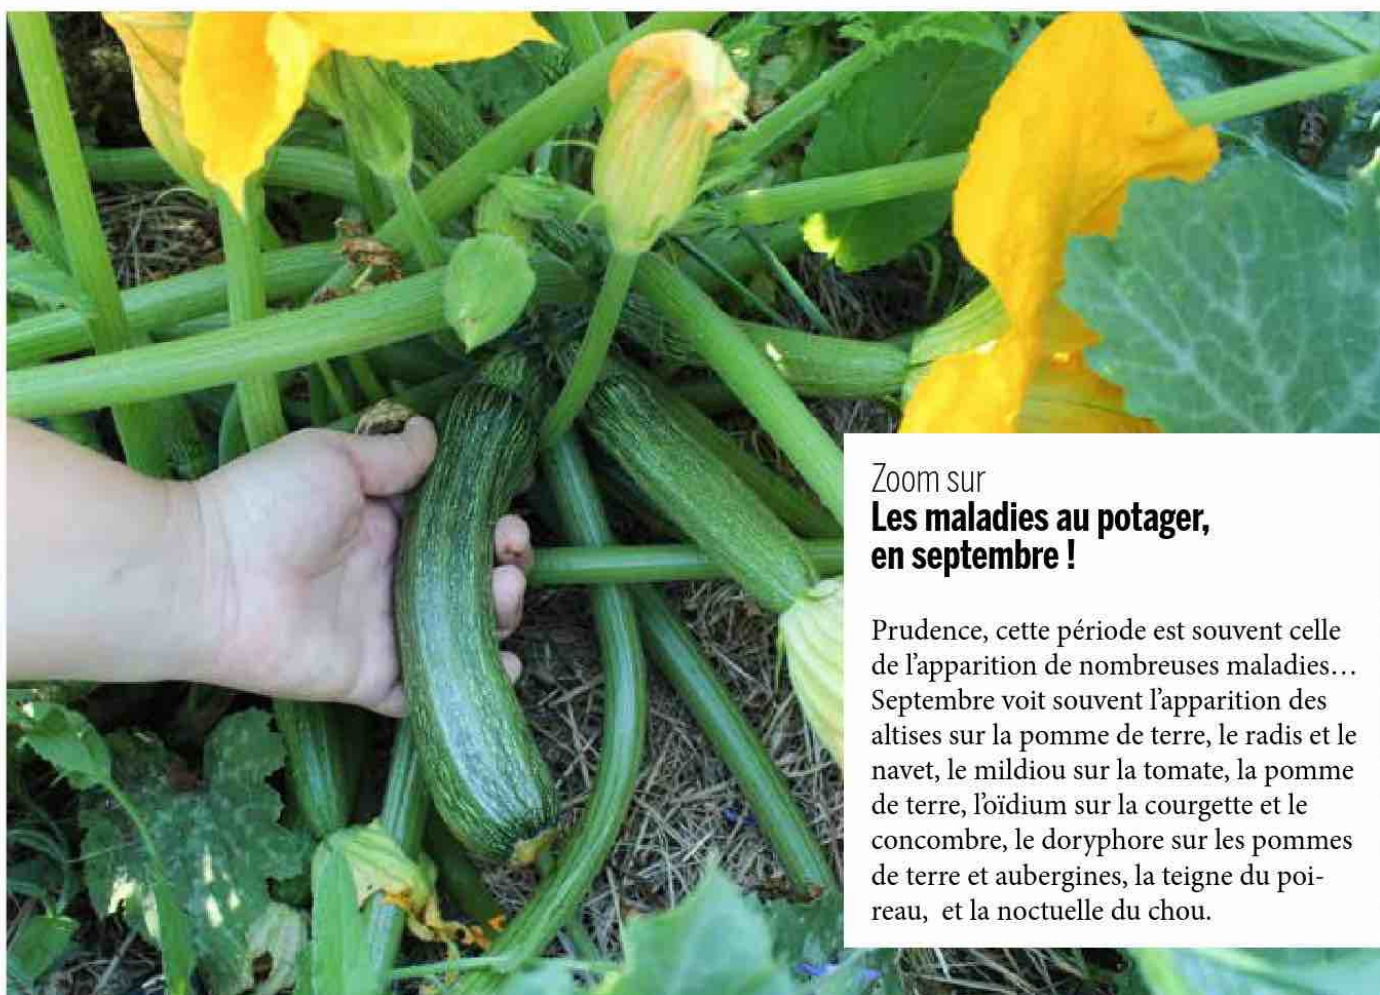 Zoom sur
Les maladies au potager,
en septembre !
Prudence, cette période est souvent celle
de l'apparition de nombreuses maladies…
Septembre voit souvent l'apparition des
altises sur la pomme de terre, le radis et le
navet, le mildiou sur la tomate, la pomme
de terre, l'oïdium sur la courgette et le
concombre, le doryphore sur les pommes
de terre et aubergines, la teigne du poi-
reau,  et la noctuelle du chou.